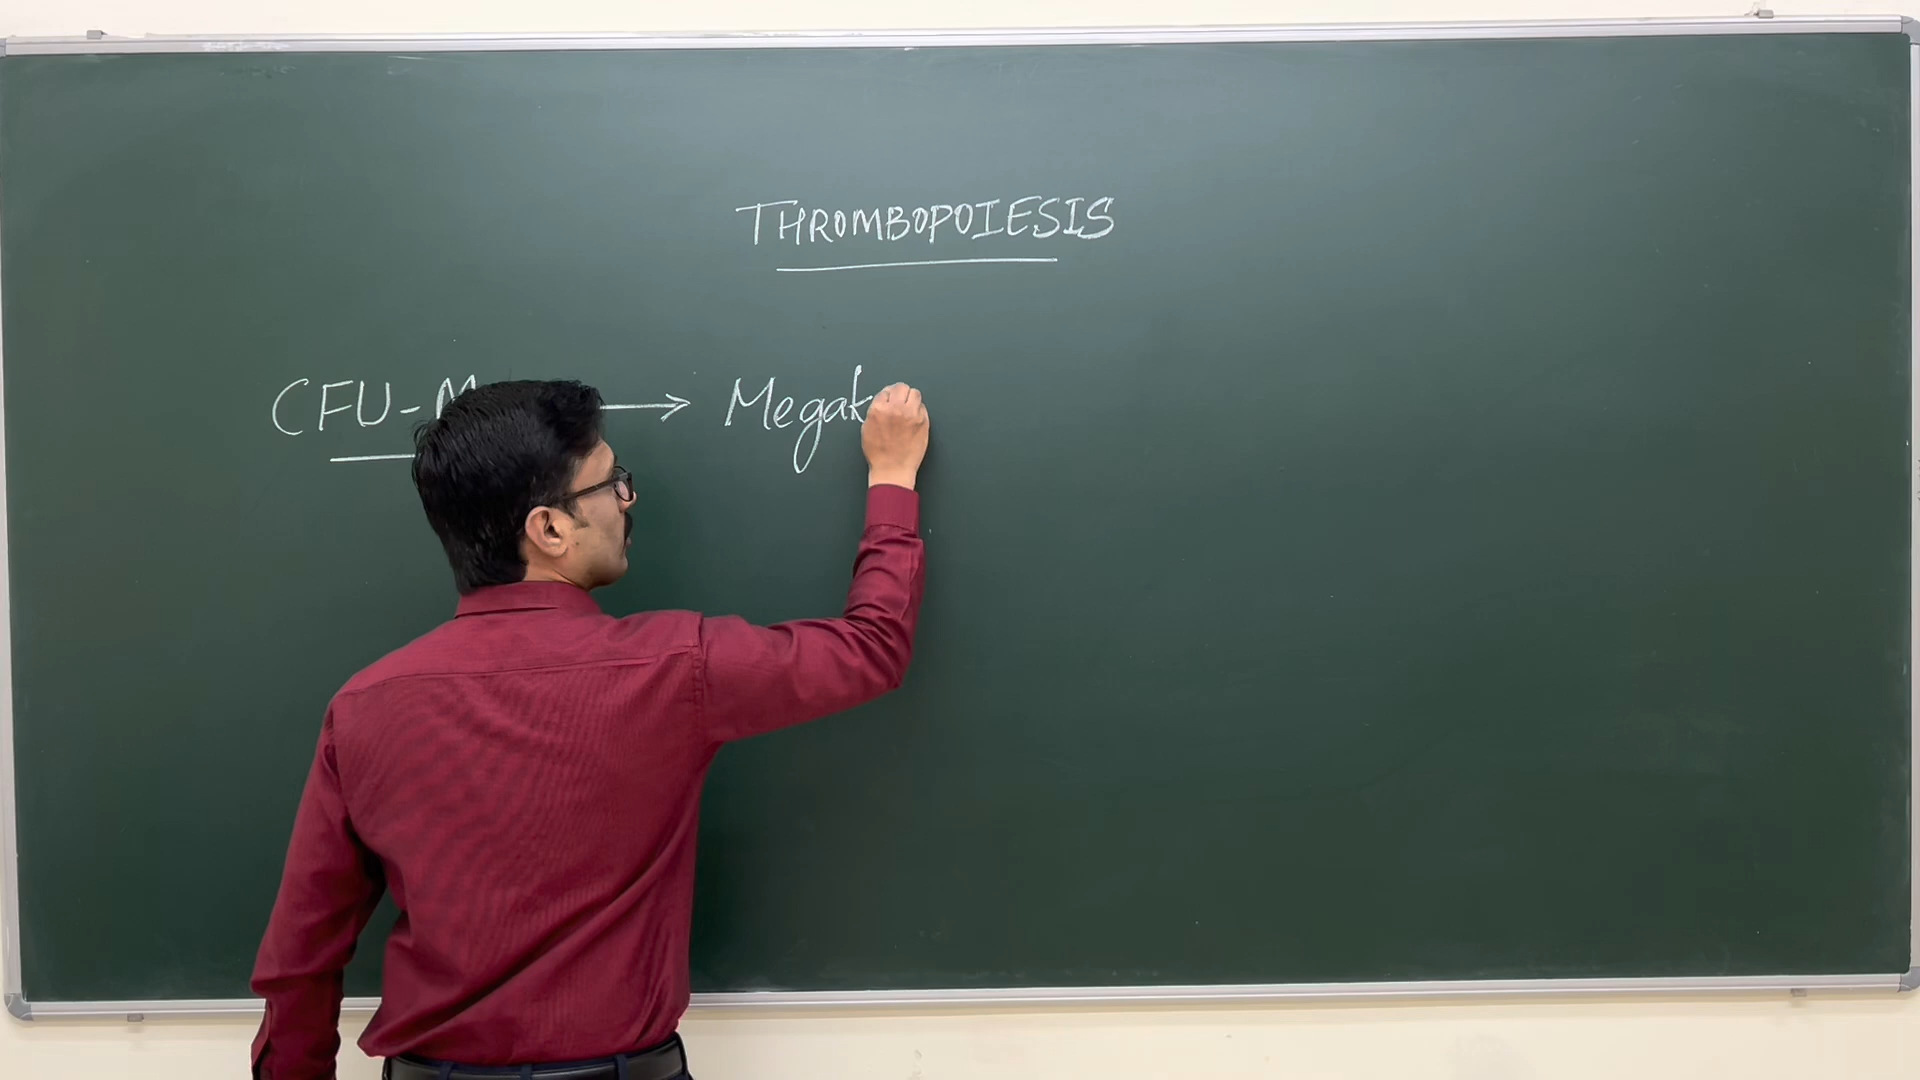 THROMBOPOIESIS
CFU-M → Megak